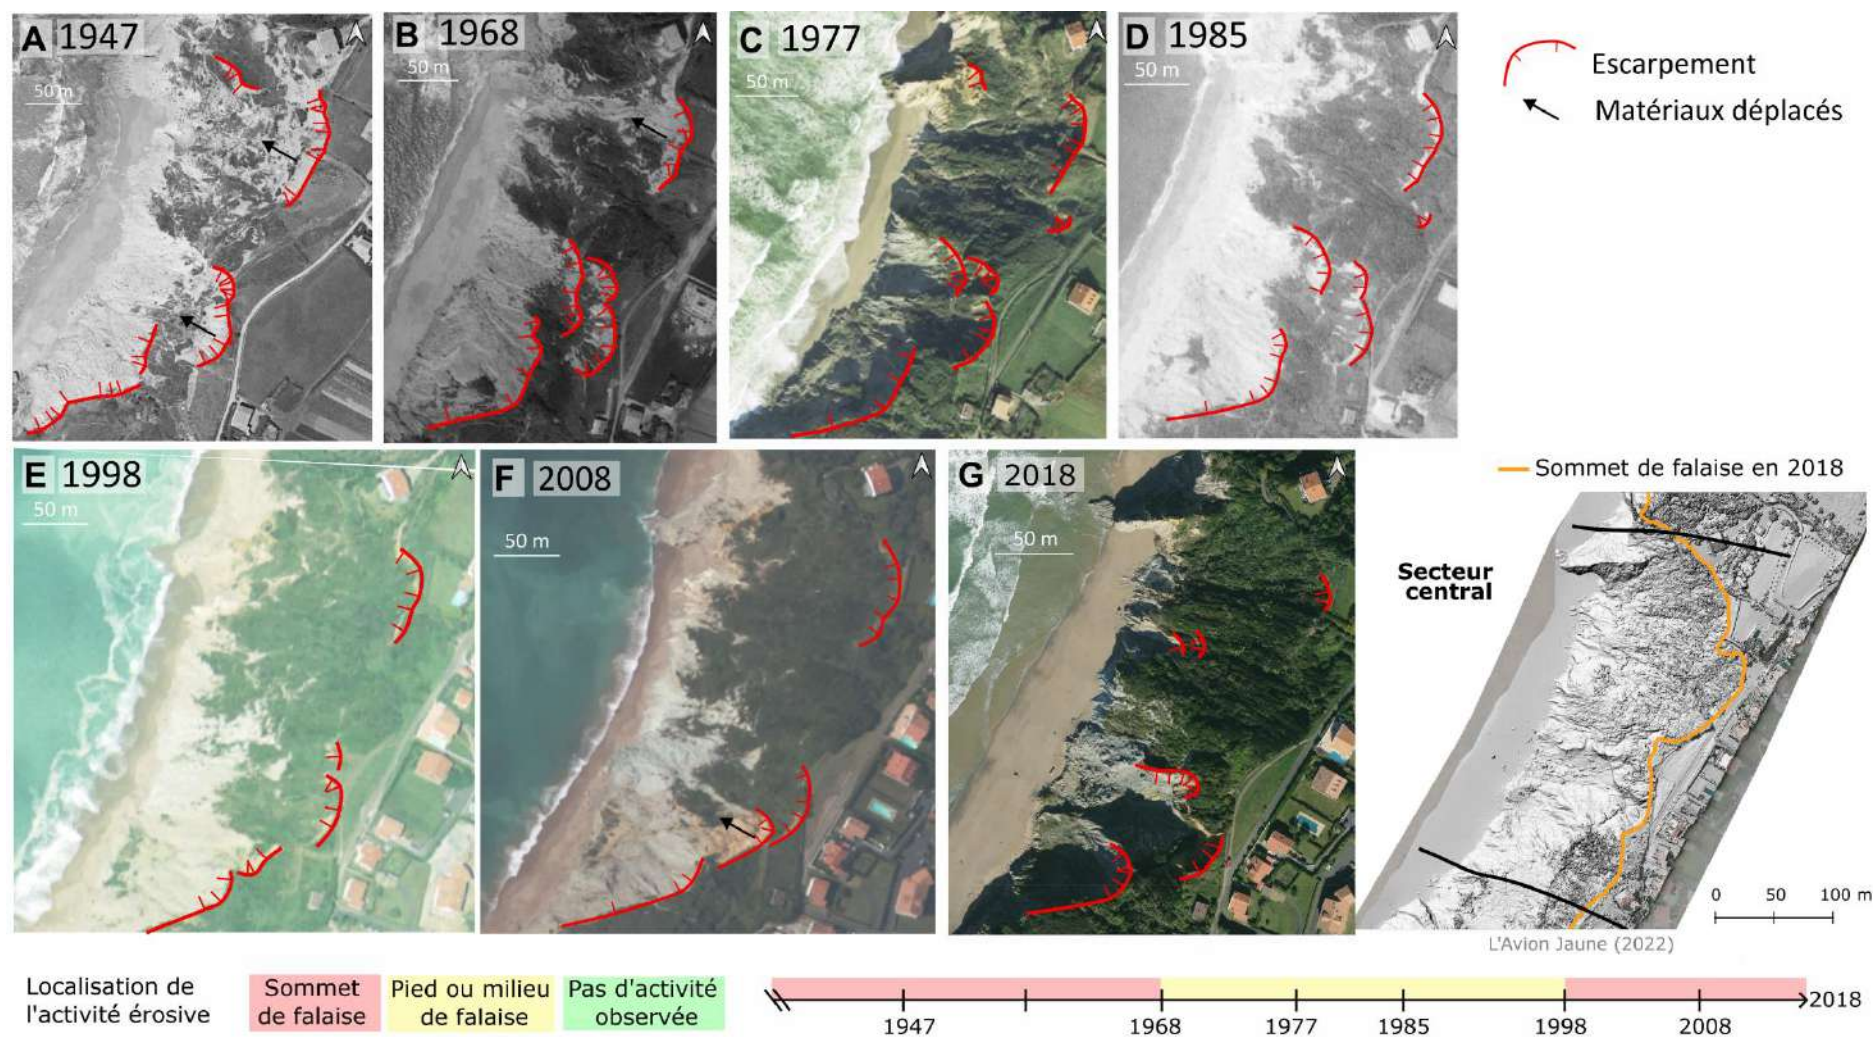 A 1947
50 m
B 1968
50 m
C 1977
50 m
D 1985
50 m
Escarpement
Matériaux déplacés
E 1998
50 m
F 2008
50 m
G 2018
50 m
Sommet de falaise en 2018
Secteur
central
0 50 100 m
L'Avion Jaune (2022)
Localisation de
l'activité érosive
Sommet
de falaise
Pied ou milieu
de falaise
Pas d'activité
observée
2018
1947 1968 1977 1985 1998 2008